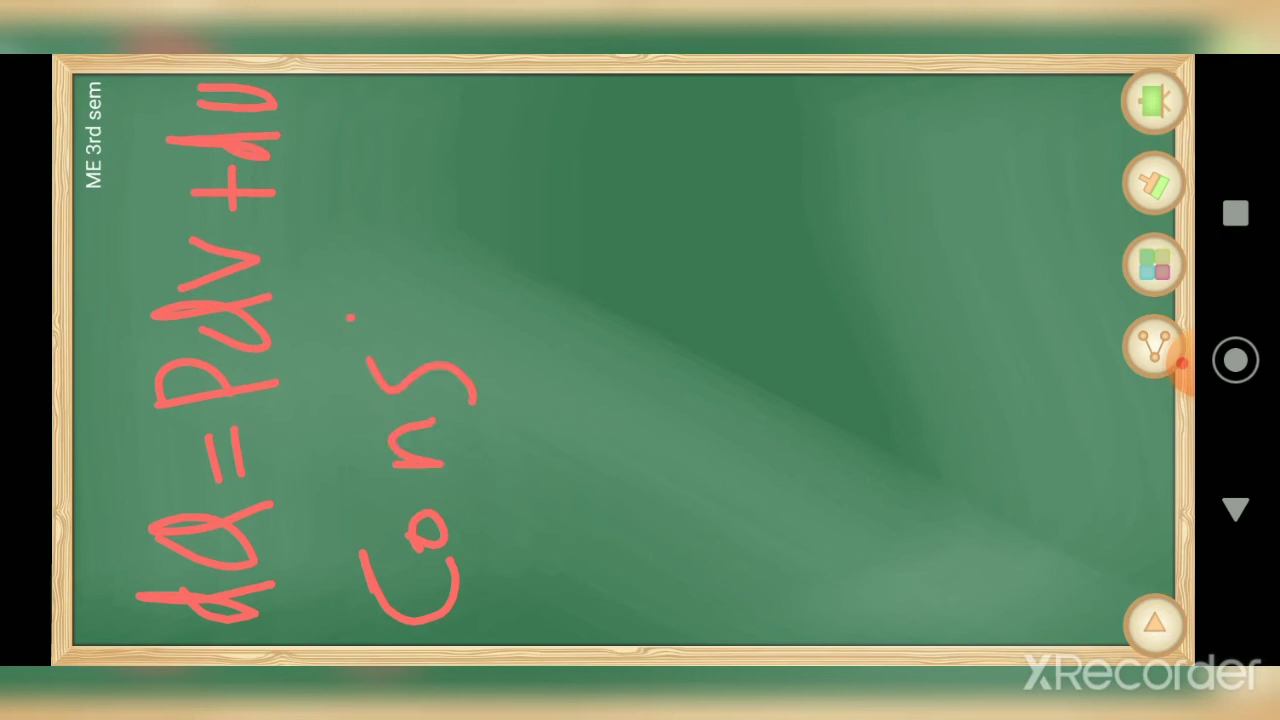 ME 3rd sem
dQ = Pdv + dU
Cons
XRecorder